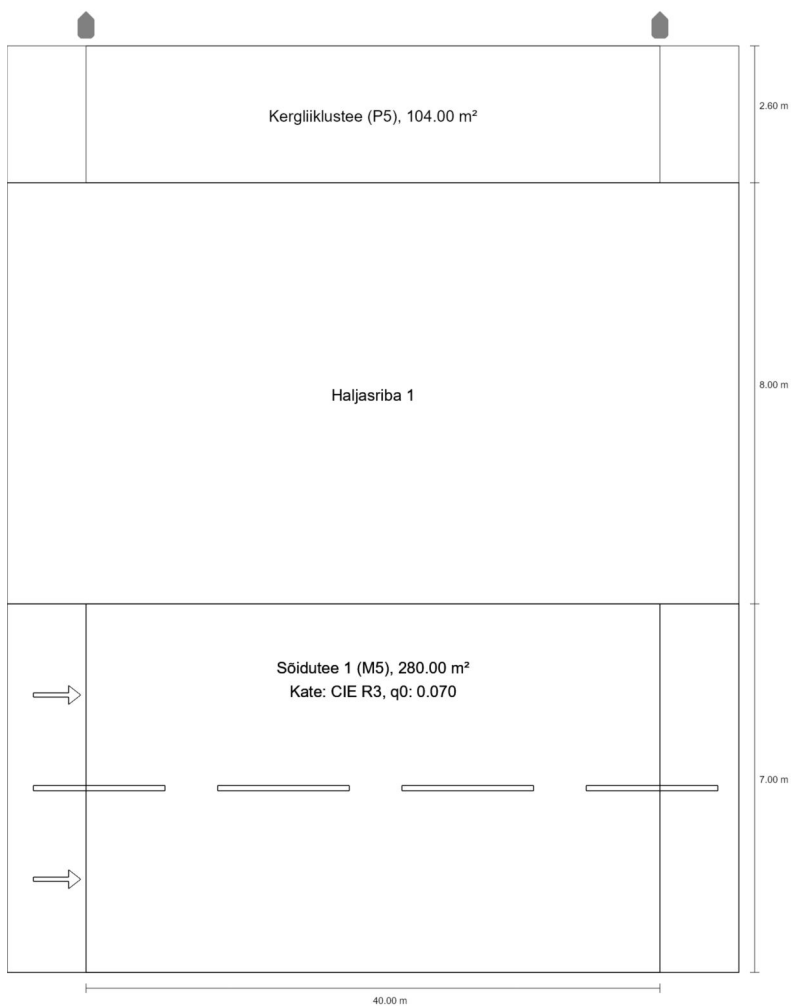 2.60 m
Kergliiklustee (P5), 104.00 m²
8.00 m
Haljasriba 1
Sõidutee 1 (M5), 280.00 m²
Kate: CIE R3, q0: 0.070
7.00 m
40.00 m